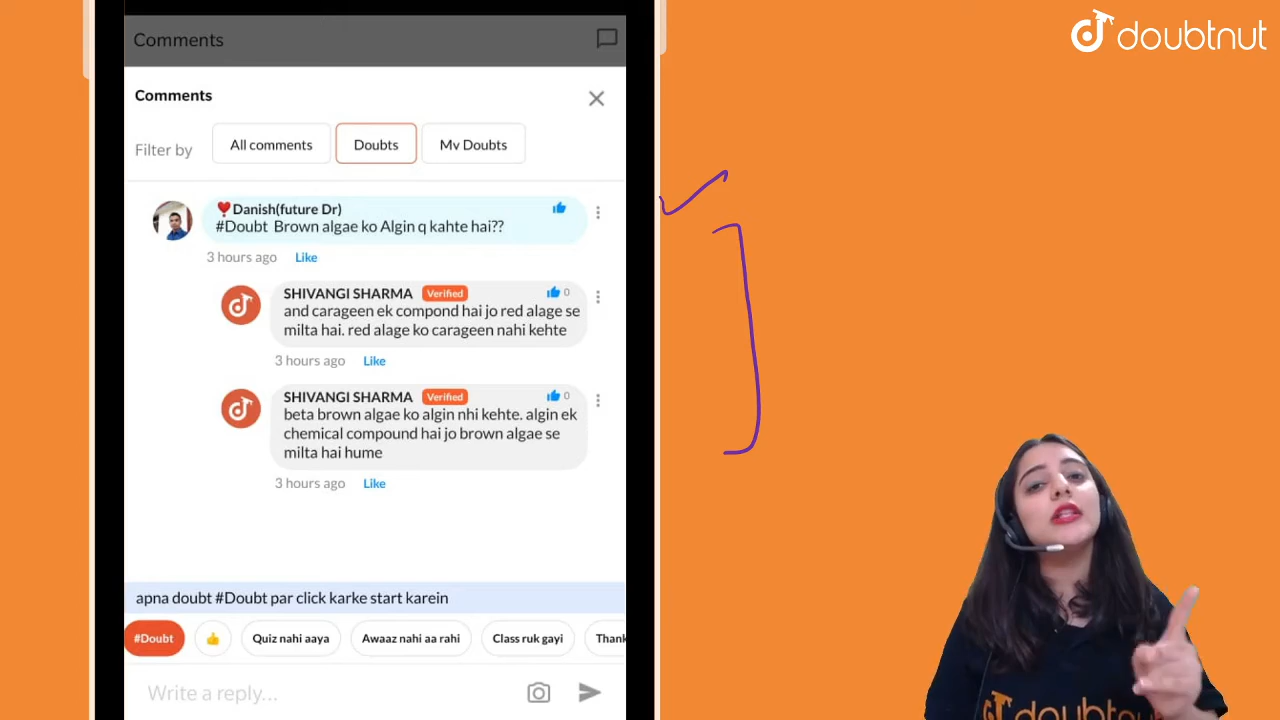 doubtnut
Comments
Comments
Filter by
All comments
Doubts
My Doubts
Danish(future Dr)
#Doubt Brown algae ko Algin q kahte hai??
3 hours ago Like
SHIVANGI SHARMA Verified 0
and carageen ek compond hai jo red alage se
milta hai. red alage ko carageen nahi kehte
3 hours ago Like
SHIVANGI SHARMA Verified 0
beta brown algae ko algin nhi kehte. algin ek
chemical compound hai jo brown algae se
milta hai hume
3 hours ago Like
apna doubt #Doubt par click karke start karein
#Doubt
Quiz nahi aaya
Awaaz nahi aa rahi
Class ruk gayi
Thank
Write a reply...
doubtnut